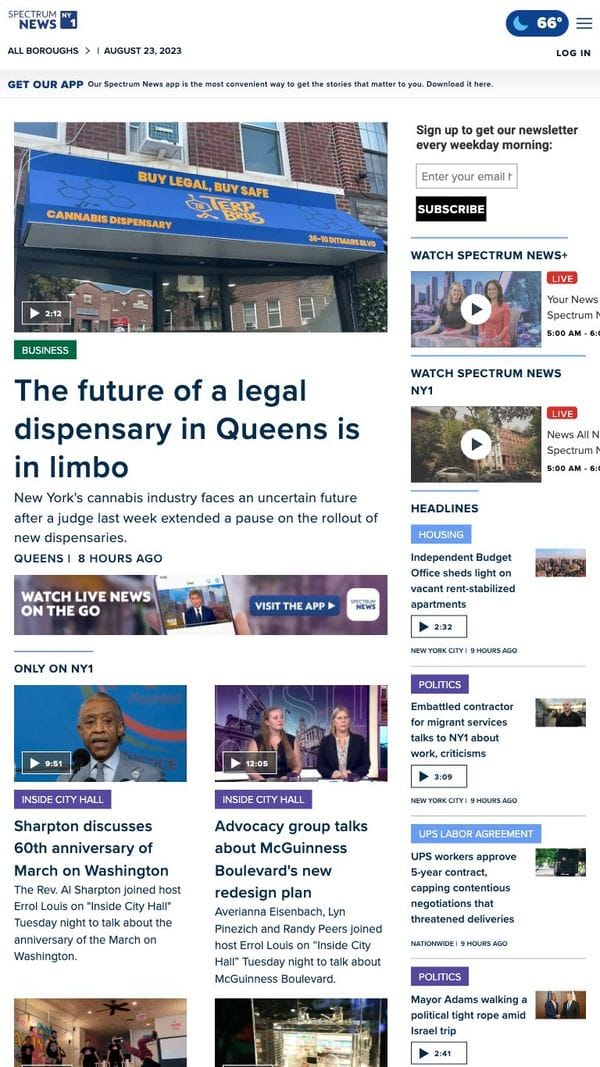 SPECTRUM
NEWS NY 1
66°
ALL BOROUGHS > | AUGUST 23, 2023
LOG IN
GET OUR APP Our Spectrum News app is the most convenient way to get the stories that matter to you. Download it here.
BUY LEGAL, BUY SAFE
TERP
BROS
CANNABIS DISPENSARY
36-10 DITMARS BLVD
2:12
BUSINESS
The future of a legal
dispensary in Queens is
in limbo
New York's cannabis industry faces an uncertain future
after a judge last week extended a pause on the rollout of
new dispensaries.
QUEENS | 8 HOURS AGO
WATCH LIVE NEWS
ON THE GO
VISIT THE APP
SPECTRUM
NEWS
ONLY ON NY1
9:51
INSIDE CITY HALL
Sharpton discusses
60th anniversary of
March on Washington
The Rev. Al Sharpton joined host
Errol Louis on "Inside City Hall"
Tuesday night to talk about the
anniversary of the March on
Washington.
12:05
INSIDE CITY HALL
Advocacy group talks
about McGuinness
Boulevard's new
redesign plan
Averianna Eisenbach, Lyn
Pinezich and Randy Peers joined
host Errol Louis on “Inside City
Hall” Tuesday night to talk about
McGuinness Boulevard.
Sign up to get our newsletter
every weekday morning:
Enter your email
SUBSCRIBE
WATCH SPECTRUM NEWS+
LIVE
Your News
Spectrum
5:00 AM - 6:
WATCH SPECTRUM NEWS
NY1
LIVE
News All N
Spectrum
5:00 AM - 6:
HEADLINES
HOUSING
Independent Budget
Office sheds light on
vacant rent-stabilized
apartments
2:32
NEW YORK CITY | 9 HOURS AGO
POLITICS
Embattled contractor
for migrant services
talks to NY1 about
work, criticisms
3:09
NEW YORK CITY | 9 HOURS AGO
UPS LABOR AGREEMENT
UPS workers approve
5-year contract,
capping contentious
negotiations that
threatened deliveries
NATIONWIDE | 9 HOURS AGO
POLITICS
Mayor Adams walking a
political tight rope amid
Israel trip
2:41